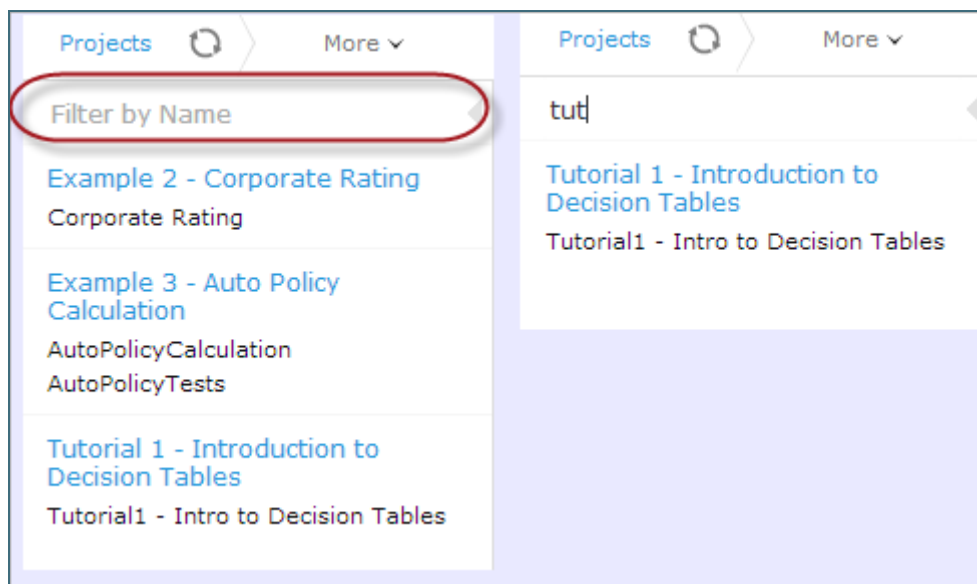 Projects More
Filter by Name
Example 2 - Corporate Rating
Corporate Rating
Example 3 - Auto Policy
Calculation
AutoPolicyCalculation
AutoPolicyTests
Tutorial 1 - Introduction to
Decision Tables
Tutorial1 - Intro to Decision Tables
Projects More
tut
Tutorial 1 - Introduction to
Decision Tables
Tutorial1 - Intro to Decision Tables